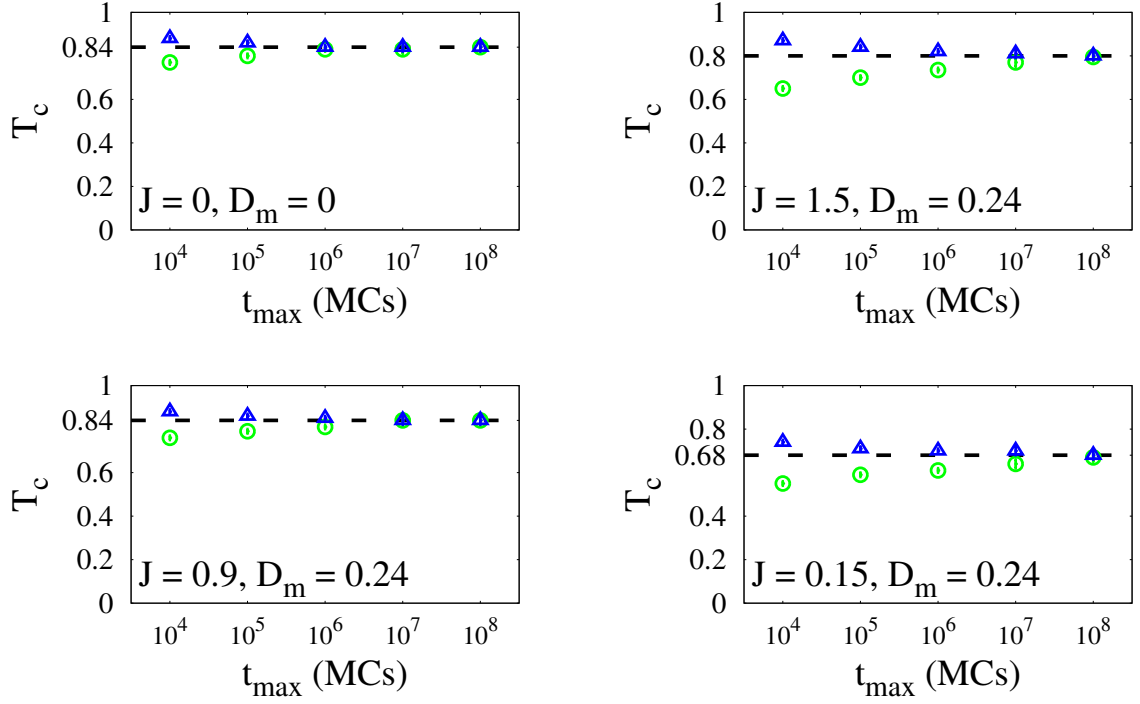 1
0.84
0.6
0.4
0.2
0
T_c
J = 0, D_m = 0
10^4 10^5 10^6 10^7 10^8
t_max (MCs)
1
0.8
0.6
0.4
0.2
0
T_c
J = 1.5, D_m = 0.24
10^4 10^5 10^6 10^7 10^8
t_max (MCs)
1
0.84
0.6
0.4
0.2
0
T_c
J = 0.9, D_m = 0.24
10^4 10^5 10^6 10^7 10^8
t_max (MCs)
1
0.8
0.68
0.4
0.2
0
T_c
J = 0.15, D_m = 0.24
10^4 10^5 10^6 10^7 10^8
t_max (MCs)